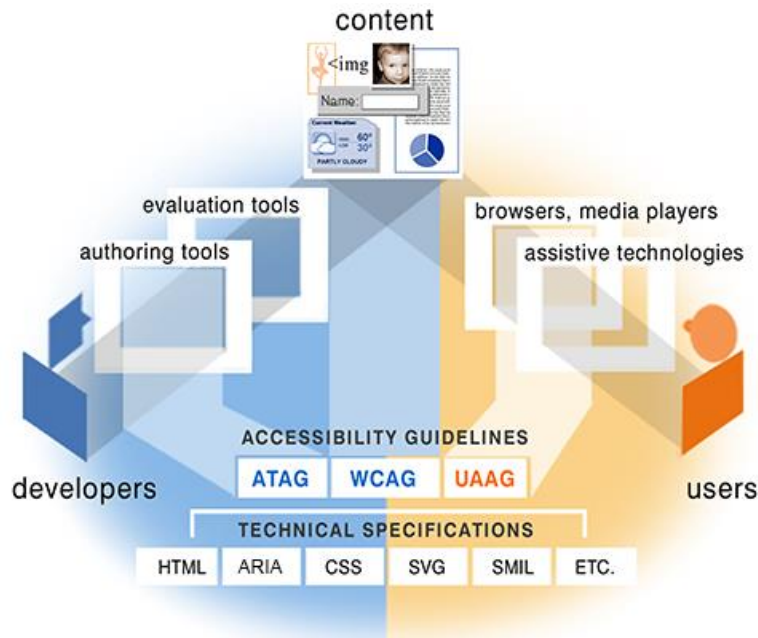 content
<img
Name:
Current Weather
60°
30°
PARTLY CLOUDY
evaluation tools
authoring tools
browsers, media players
assistive technologies
developers
users
ACCESSIBILITY GUIDELINES
ATAG WCAG UAAG
TECHNICAL SPECIFICATIONS
HTML ARIA CSS SVG SMIL ETC.